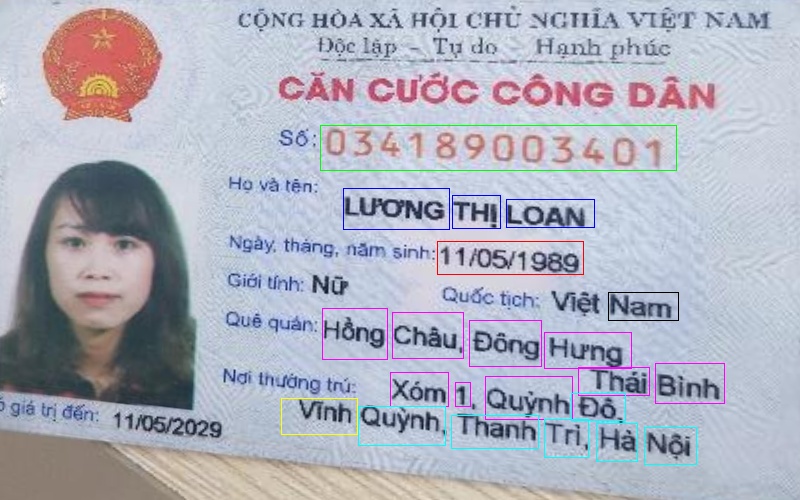 CỘNG HÒA XÃ HỘI CHỦ NGHĨA VIỆT NAM
Độc lập - Tự do - Hạnh phúc
CĂN CƯỚC CÔNG DÂN
Số: 034189003401
Họ và tên: LƯƠNG THỊ LOAN
Ngày, tháng, năm sinh: 11/05/1989
Giới tính: Nữ Quốc tịch: Việt Nam
Quê quán: Hồng Châu, Đông Hưng
Thái Bình
Nơi thường trú: Xóm 1, Quỳnh Đô,
Vĩnh Quỳnh, Thanh Trì, Hà Nội
ó giá trị đến: 11/05/2029